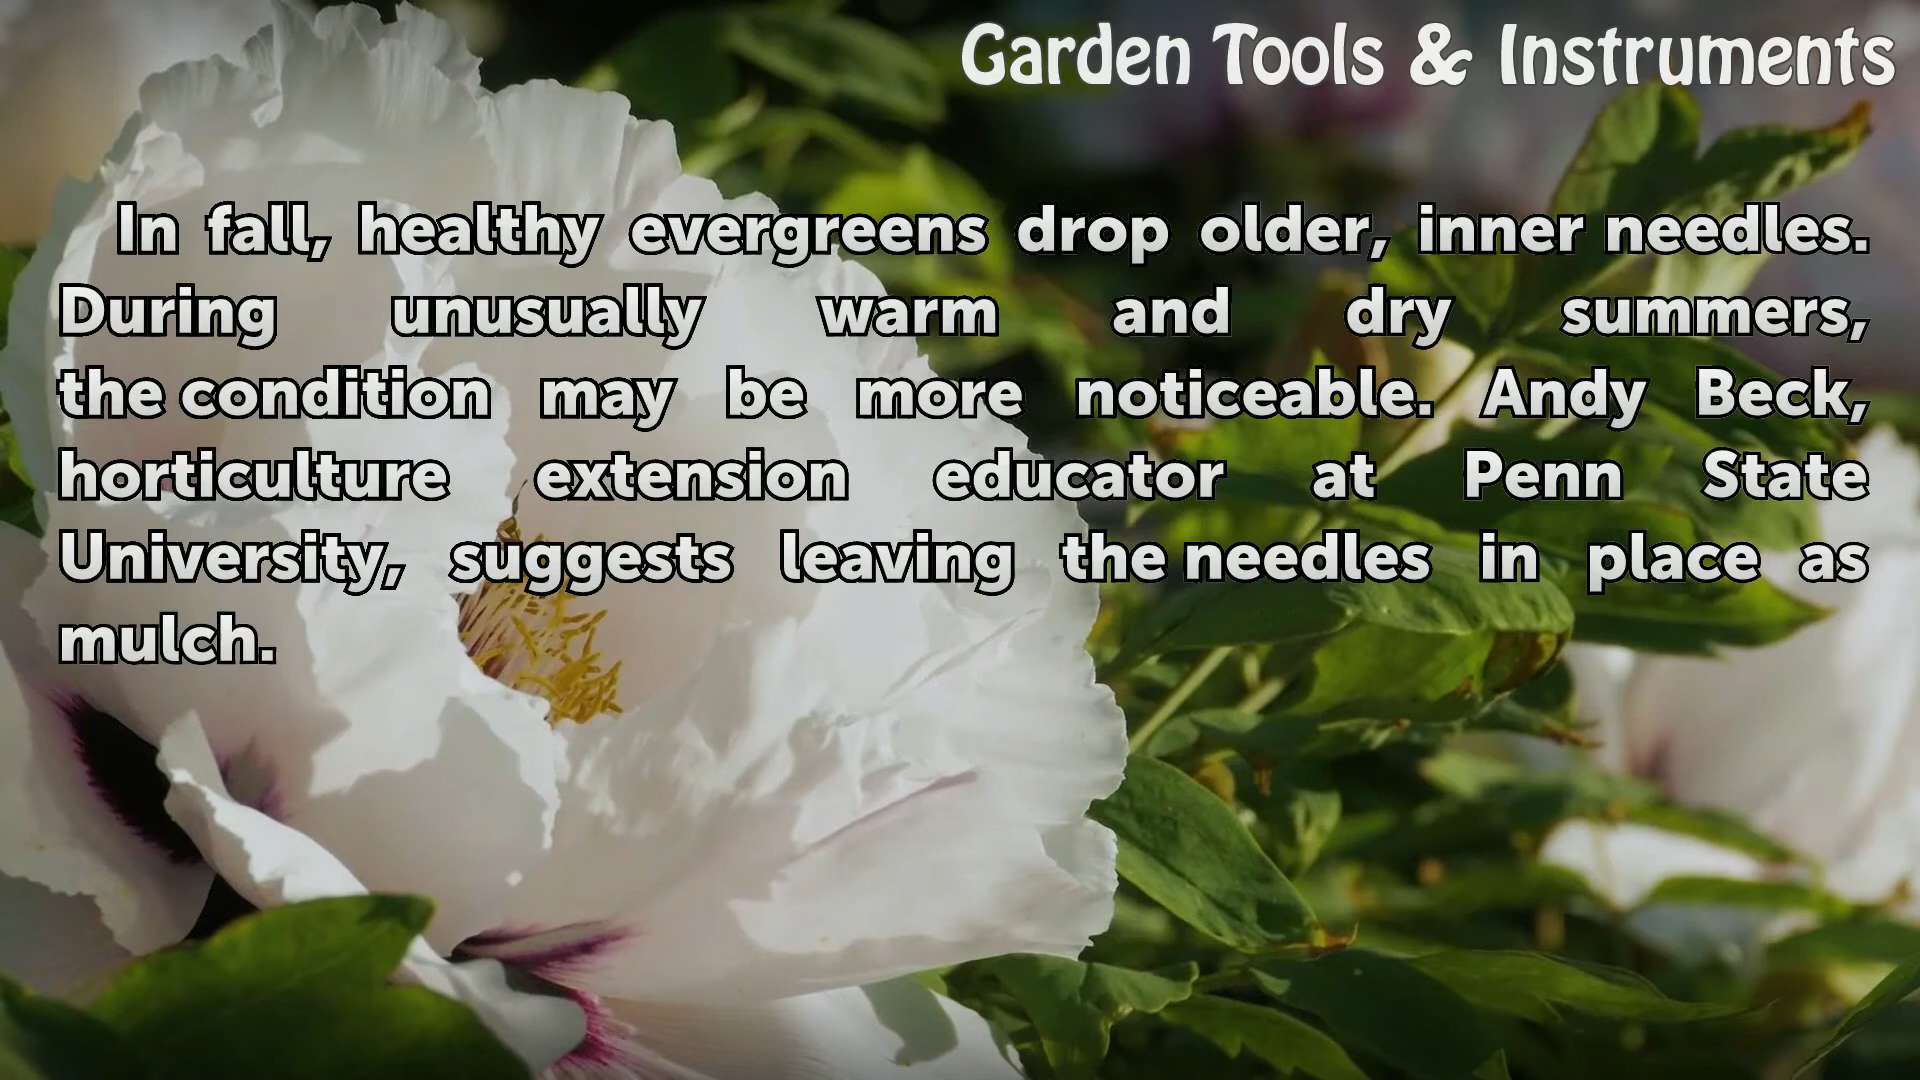 Garden Tools & Instruments
In fall, healthy evergreens drop older, inner needles.
During unusually warm and dry summers,
the condition may be more noticeable. Andy Beck,
horticulture extension educator at Penn State
University, suggests leaving the needles in place as
mulch.